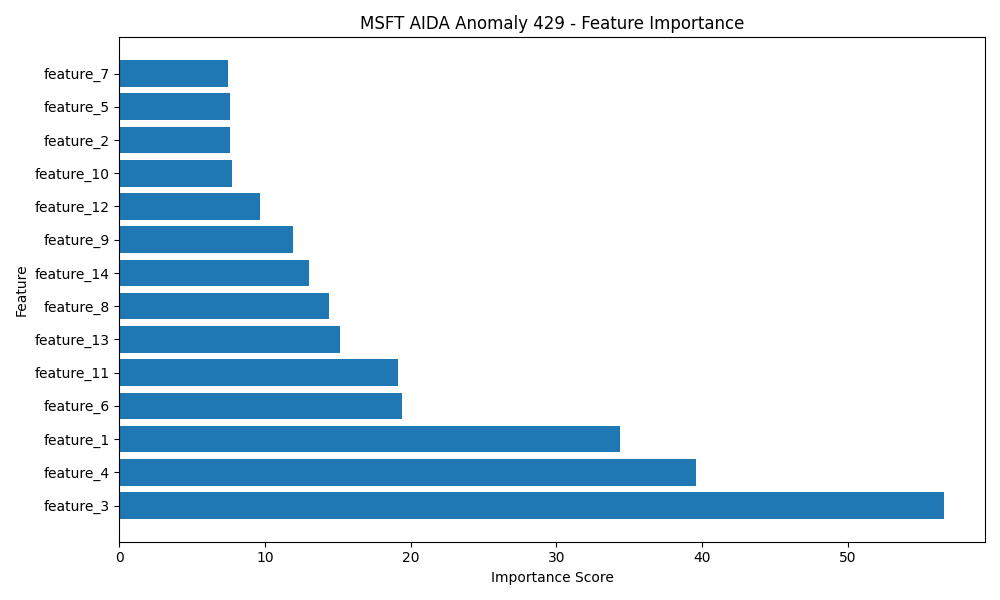 MSFT AIDA Anomaly 429 - Feature Importance
feature_7
feature_5
feature_2
feature_10
feature_12
feature_9
feature_14
feature_8
feature_13
feature_11
feature_6
feature_1
feature_4
feature_3
Feature
0 10 20 30 40 50
Importance Score